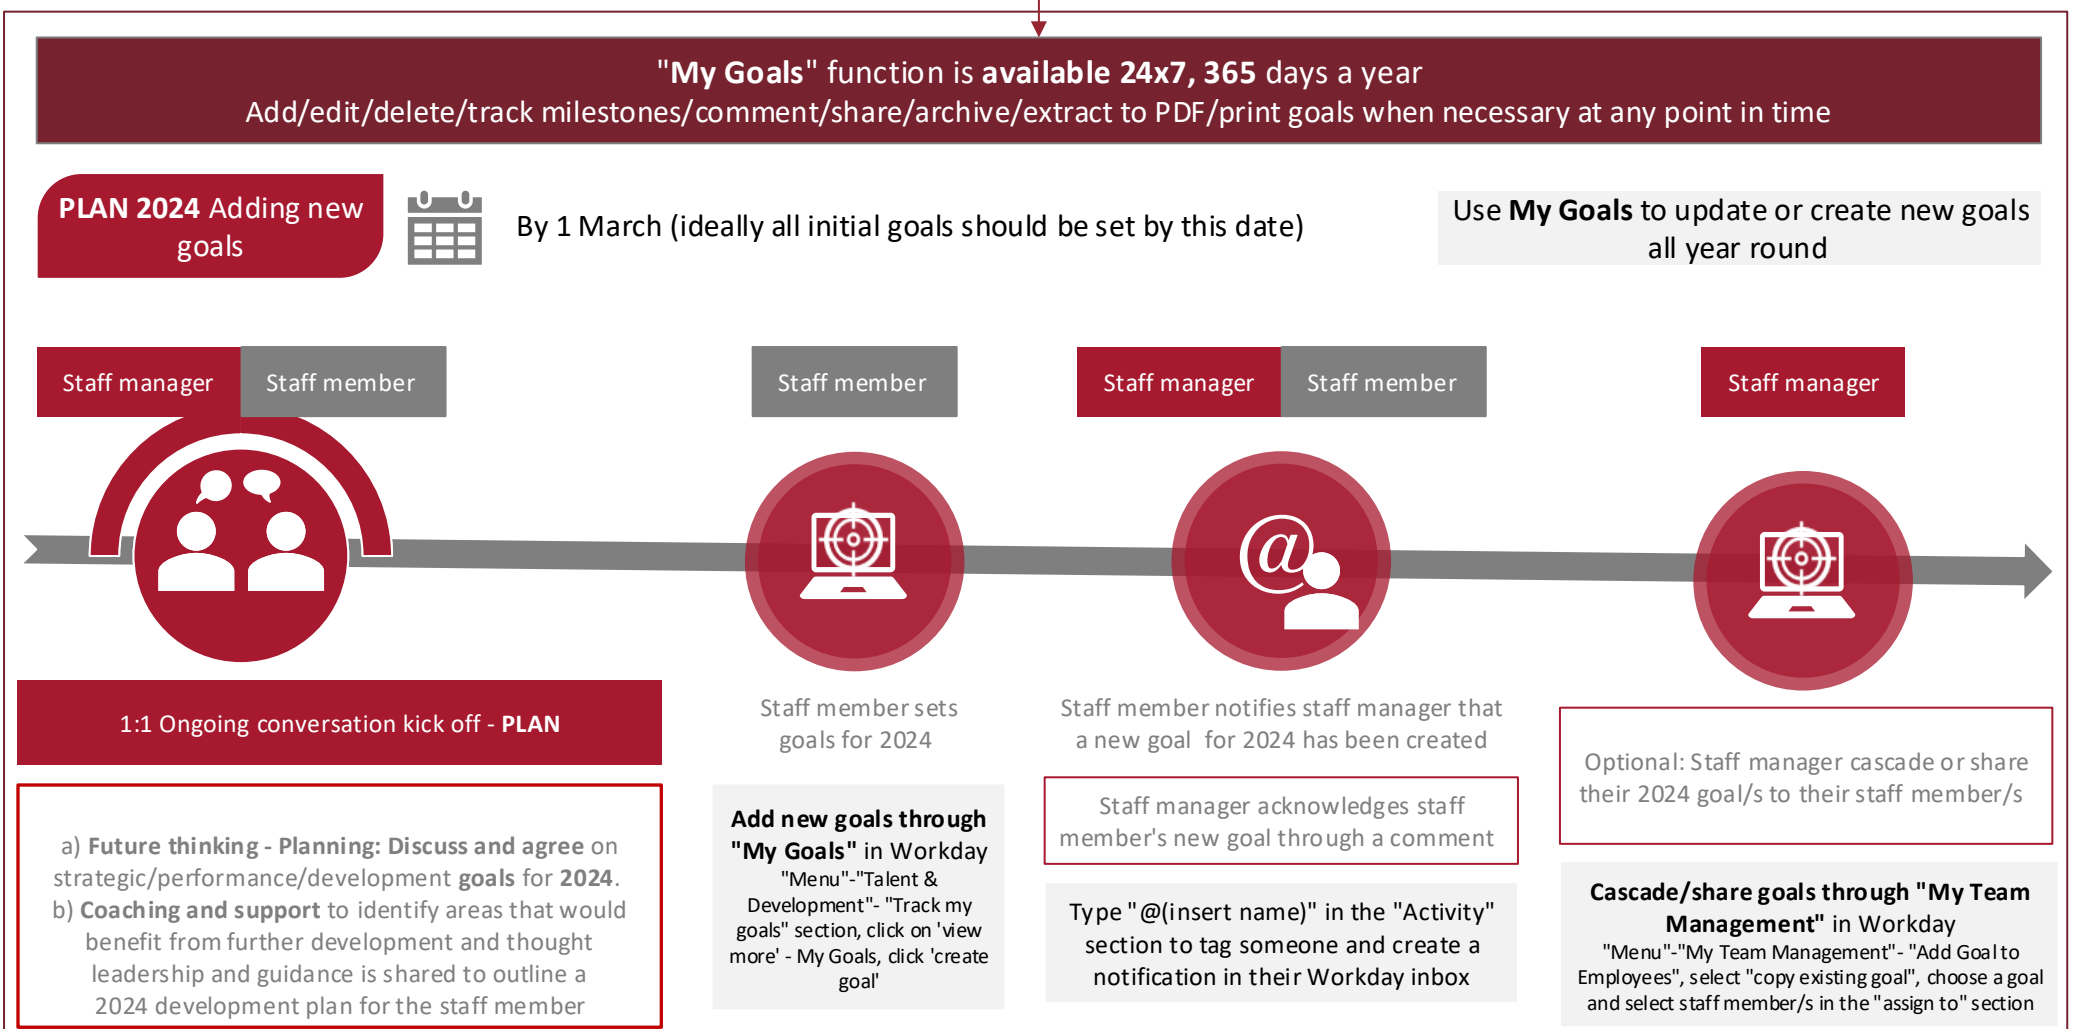 "My Goals" function is available 24x7, 365 days a year
Add/edit/delete/track milestones/comment/share/archive/extract to PDF/print goals when necessary at any point in time
PLAN 2024 Adding new
goals
By 1 March (ideally all initial goals should be set by this date)
Use My Goals to update or create new goals
all year round
Staff manager
Staff member
Staff member
Staff manager
Staff member
Staff manager
@
1:1 Ongoing conversation kick off - PLAN
a) Future thinking - Planning: Discuss and agree on
strategic/performance/development goals for 2024.
b) Coaching and support to identify areas that would
benefit from further development and thought
leadership and guidance is shared to outline a
2024 development plan for the staff member
Staff member sets
goals for 2024
Add new goals through
"My Goals" in Workday
"Menu"-"Talent &
Development"- "Track my
goals" section, click on 'view
more' - My Goals, click 'create
goal'
Staff member notifies staff manager that
a new goal for 2024 has been created
Staff manager acknowledges staff
member's new goal through a comment
Type "@(insert name)" in the "Activity"
section to tag someone and create a
notification in their Workday inbox
Optional: Staff manager cascade or share
their 2024 goal/s to their staff member/s
Cascade/share goals through "My Team
Management" in Workday
"Menu"-"My Team Management"- "Add Goal to
Employees", select "copy existing goal", choose a goal
and select staff member/s in the "assign to" section